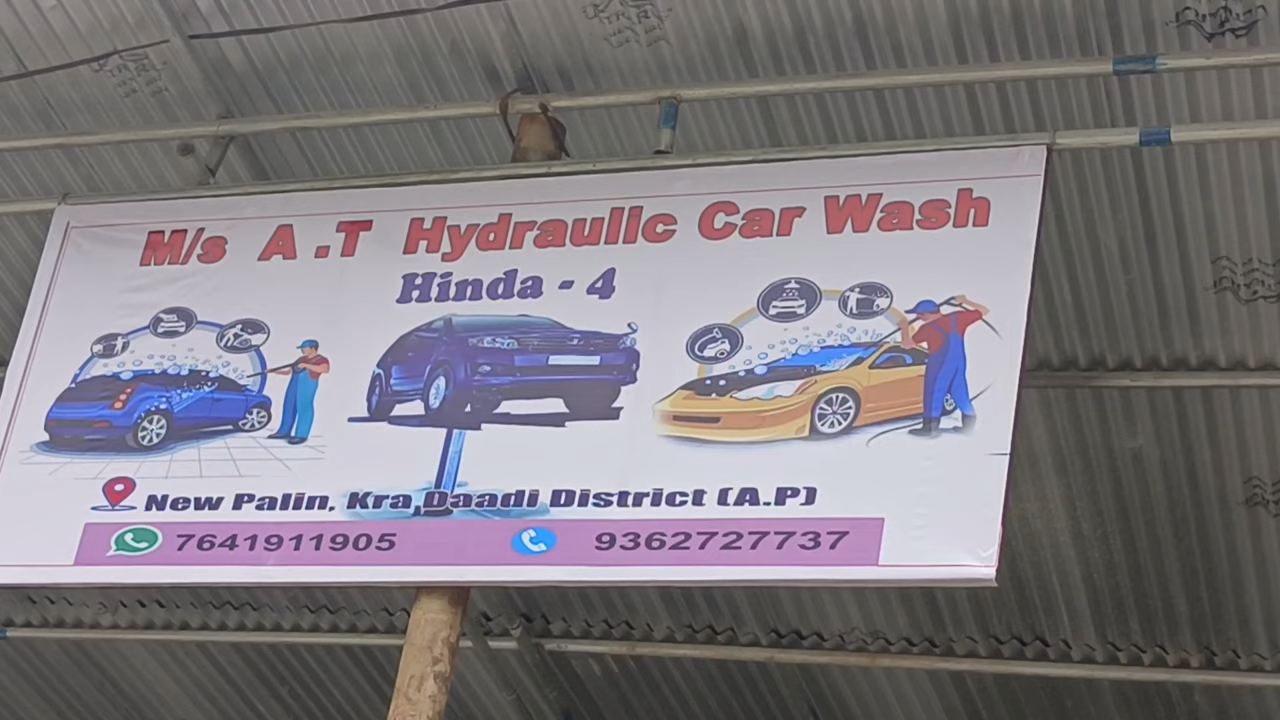 M/s A .T Hydraulic Car Wash
Hinda - 4
New Palin, Kra Daadi District (A.P)
7641911905 9362727737